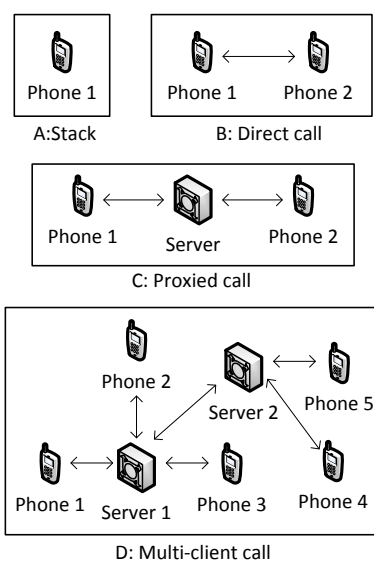 Phone 1
A:Stack
Phone 1 Phone 2
B: Direct call
Phone 1 Server Phone 2
C: Proxied call
Phone 2
Server 2 Phone 5
Phone 1 Server 1 Phone 3 Phone 4
D: Multi-client call